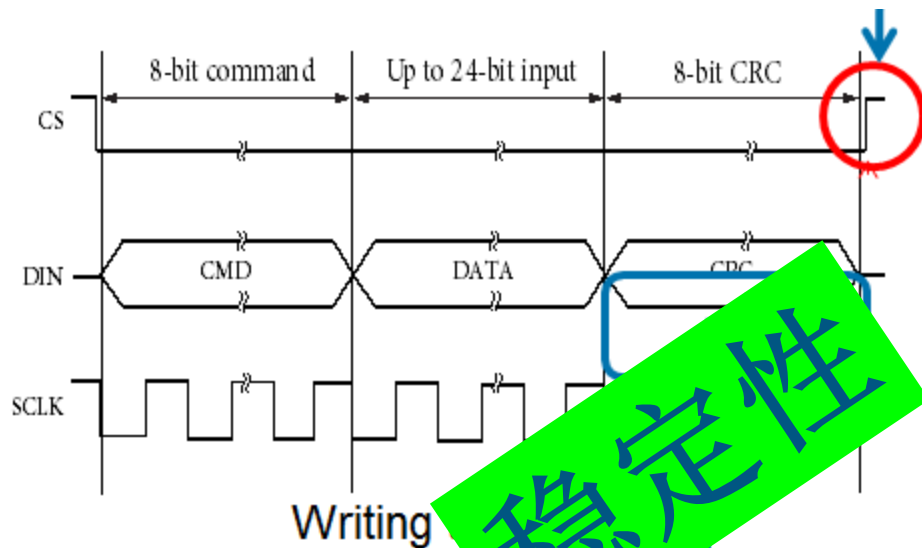 8-bit command Up to 24-bit input 8-bit CRC
CS
DIN CMD DATA CRC
SCLK
Writing
稳定性